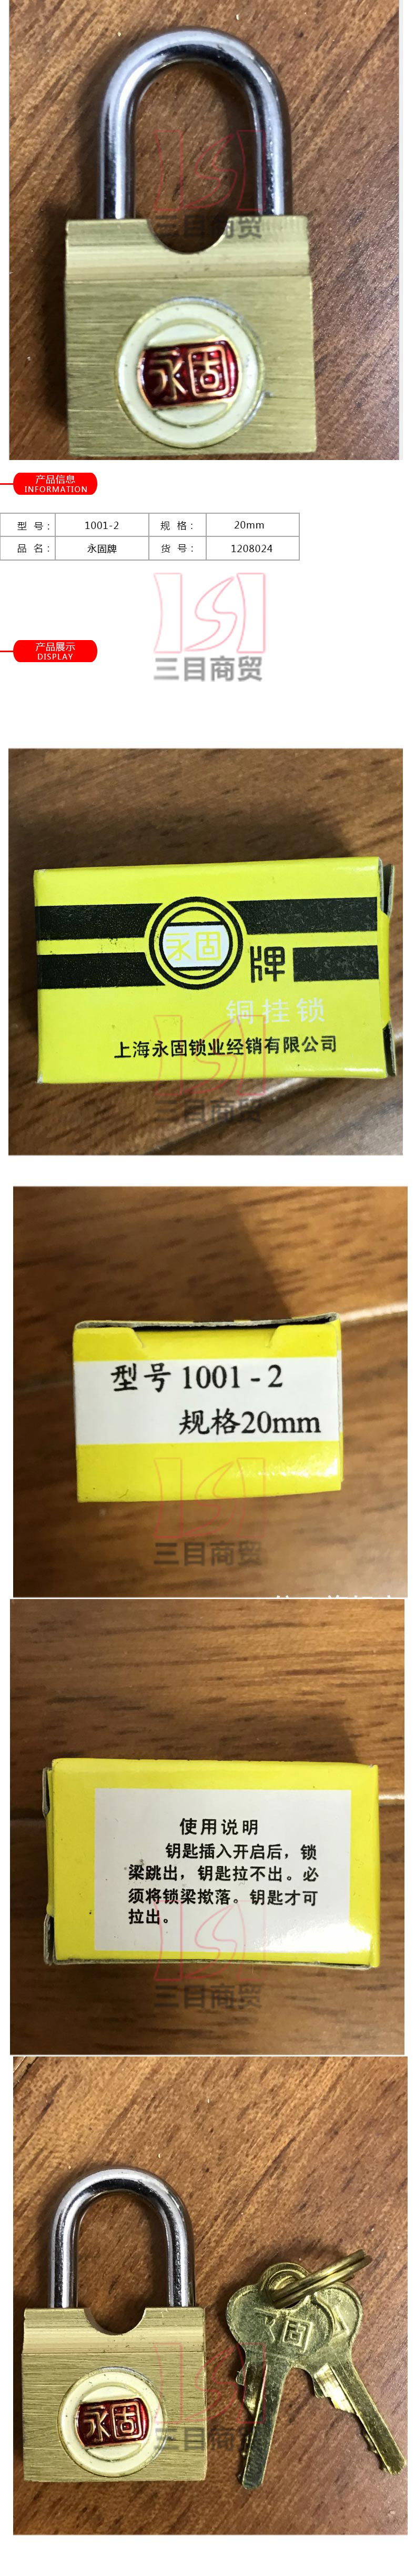 三目商贸
永固
产品信息
INFORMATION
型 号: 1001-2 规 格: 20mm
品 名: 永固牌 货 号: 1208024
三目商贸
产品展示
DISPLAY
永固牌
铜挂锁
上海永固锁业经销有限公司
三目商贸
型号 1001-2
规格20mm
三目商贸
使用说明
钥匙插入开启后，锁
梁跳出，钥匙拉不出。必
须将锁梁揿落。钥匙才可
拉出。
三目商贸
永固
永固
三目商贸